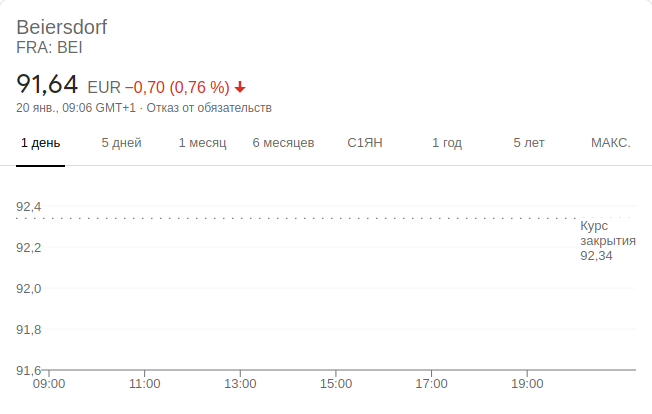 Beiersdorf
FRA: BEI
91,64 EUR −0,70 (0,76 %)
20 янв., 09:06 GMT+1 · Отказ от обязательств
1 день 5 дней 1 месяц 6 месяцев С1ЯН 1 год 5 лет МАКС.
92,4
Курс
закрытия
92,34
92,2
92,0
91,8
91,6
09:00 11:00 13:00 15:00 17:00 19:00